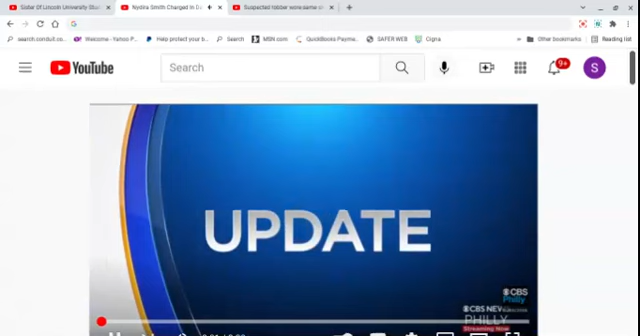 Sister Of Lincoln University Stud
Nydira Smith Charged In D
Suspected robber wore same s
search.conduit.co...
Welcome - Yahoo P...
Help protect your b...
Search
MSN.com
QuickBooks Payme...
SAFER WEB
Cigna
»
Other bookmarks
Reading list
YouTube
Search
9+
S
UPDATE
CBS
Philly
CBS NEWS
PHILLY
Streaming Now